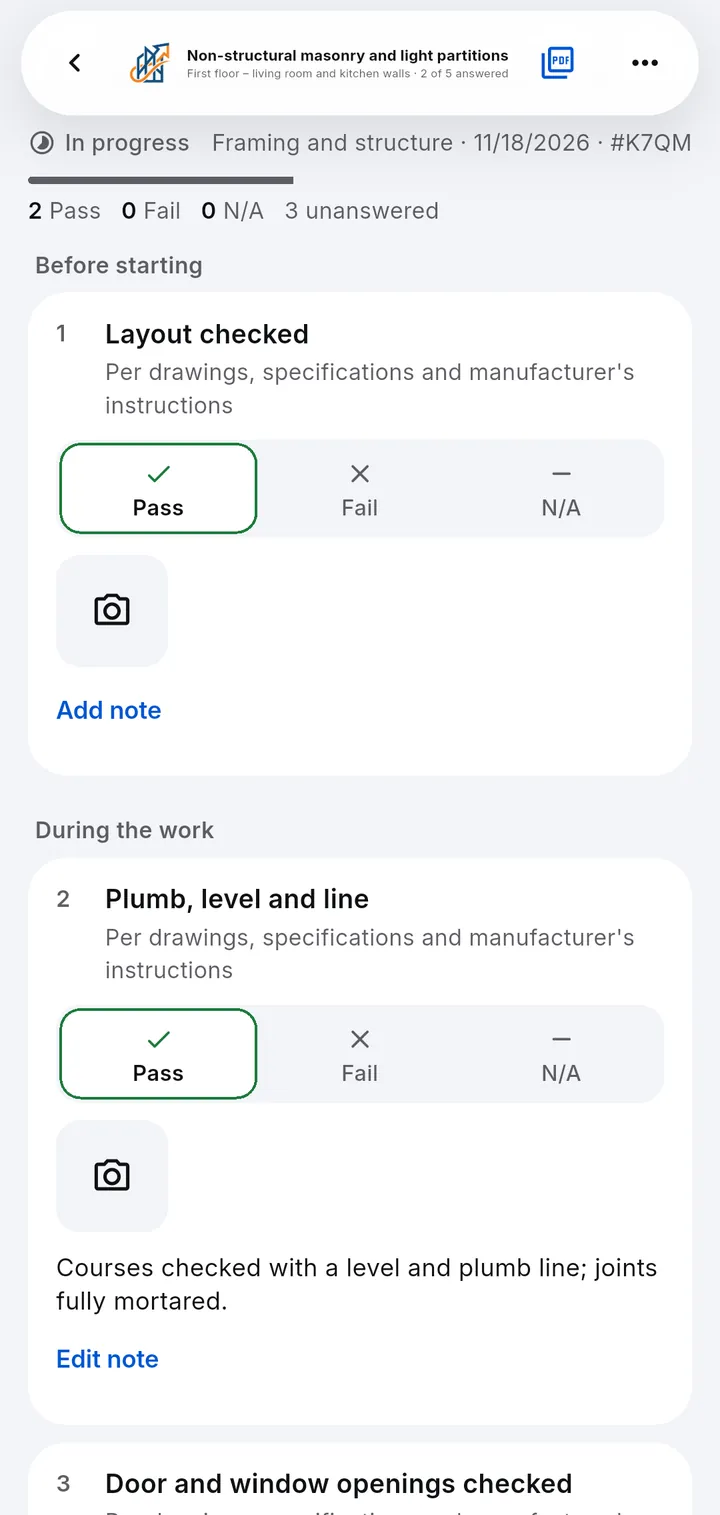 Non-structural masonry and light partitions
First floor – living room and kitchen walls · 2 of 5 answered
PDF
In progress Framing and structure · 11/18/2026 · #K7QM
2 Pass 0 Fail 0 N/A 3 unanswered
Before starting
1 Layout checked
Per drawings, specifications and manufacturer's
instructions
Pass Fail N/A
Add note
During the work
2 Plumb, level and line
Per drawings, specifications and manufacturer's
instructions
Pass Fail N/A
Courses checked with a level and plumb line; joints
fully mortared.
Edit note
3 Door and window openings checked